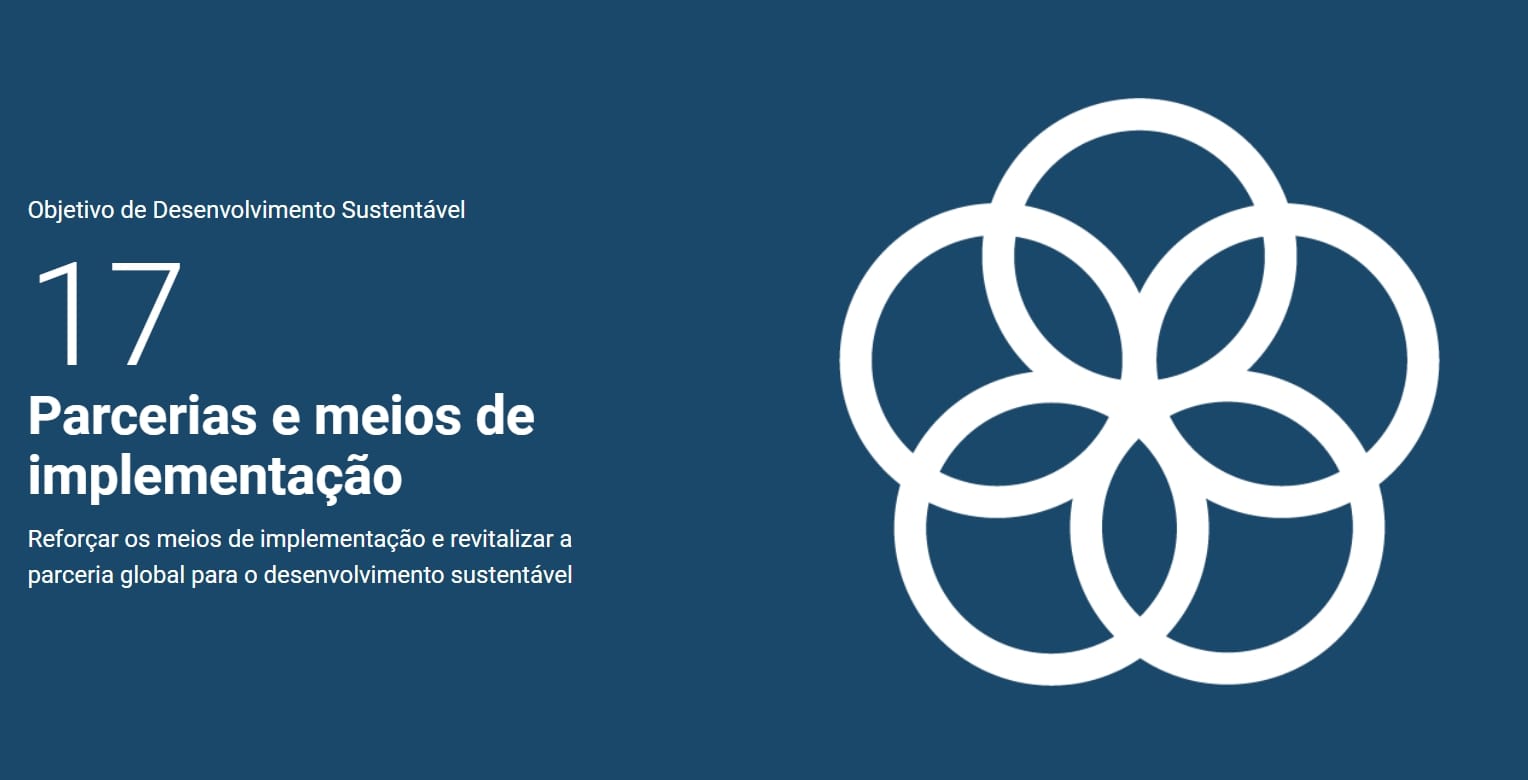 Objetivo de Desenvolvimento Sustentável
17
Parcerias e meios de
implementação
Reforçar os meios de implementação e revitalizar a
parceria global para o desenvolvimento sustentável